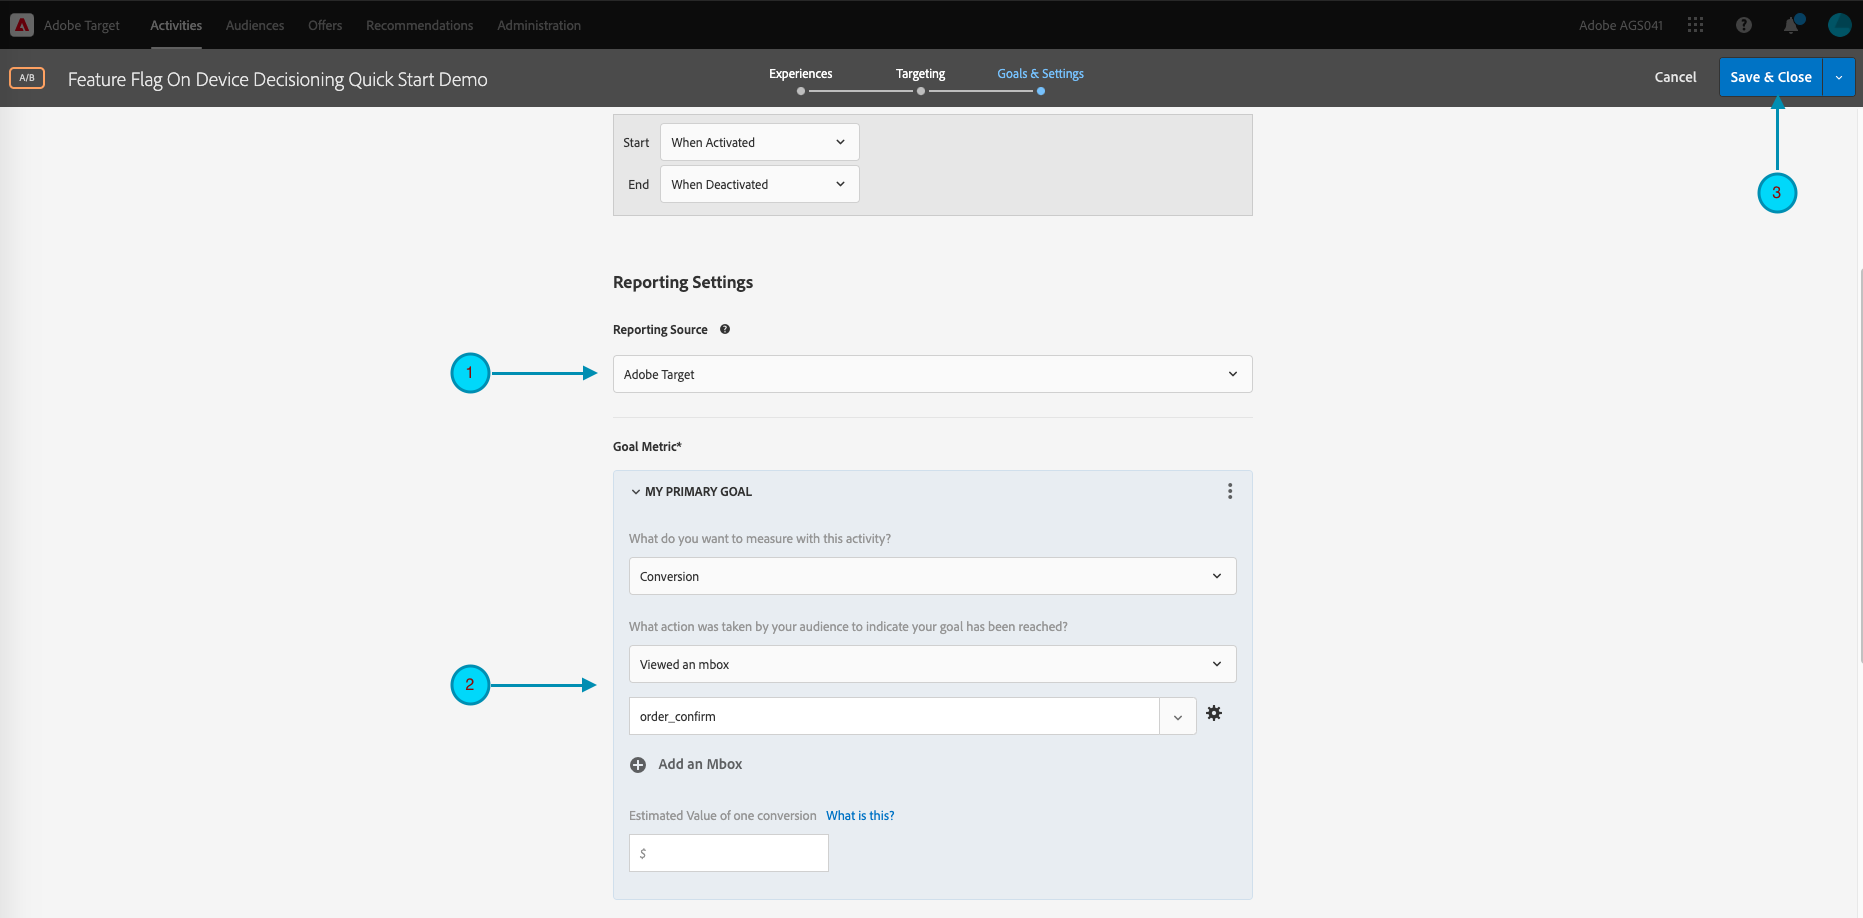 Adobe Target Activities Audiences Offers Recommendations Administration Adobe AGS041
A/B Feature Flag On Device Decisioning Quick Start Demo Experiences Targeting Goals & Settings Cancel Save & Close
Start When Activated
End When Deactivated
3
Reporting Settings
Reporting Source
1 Adobe Target
Goal Metric*
MY PRIMARY GOAL
What do you want to measure with this activity?
Conversion
What action was taken by your audience to indicate your goal has been reached?
Viewed an mbox
2
order_confirm
Add an Mbox
Estimated Value of one conversion What is this?
$